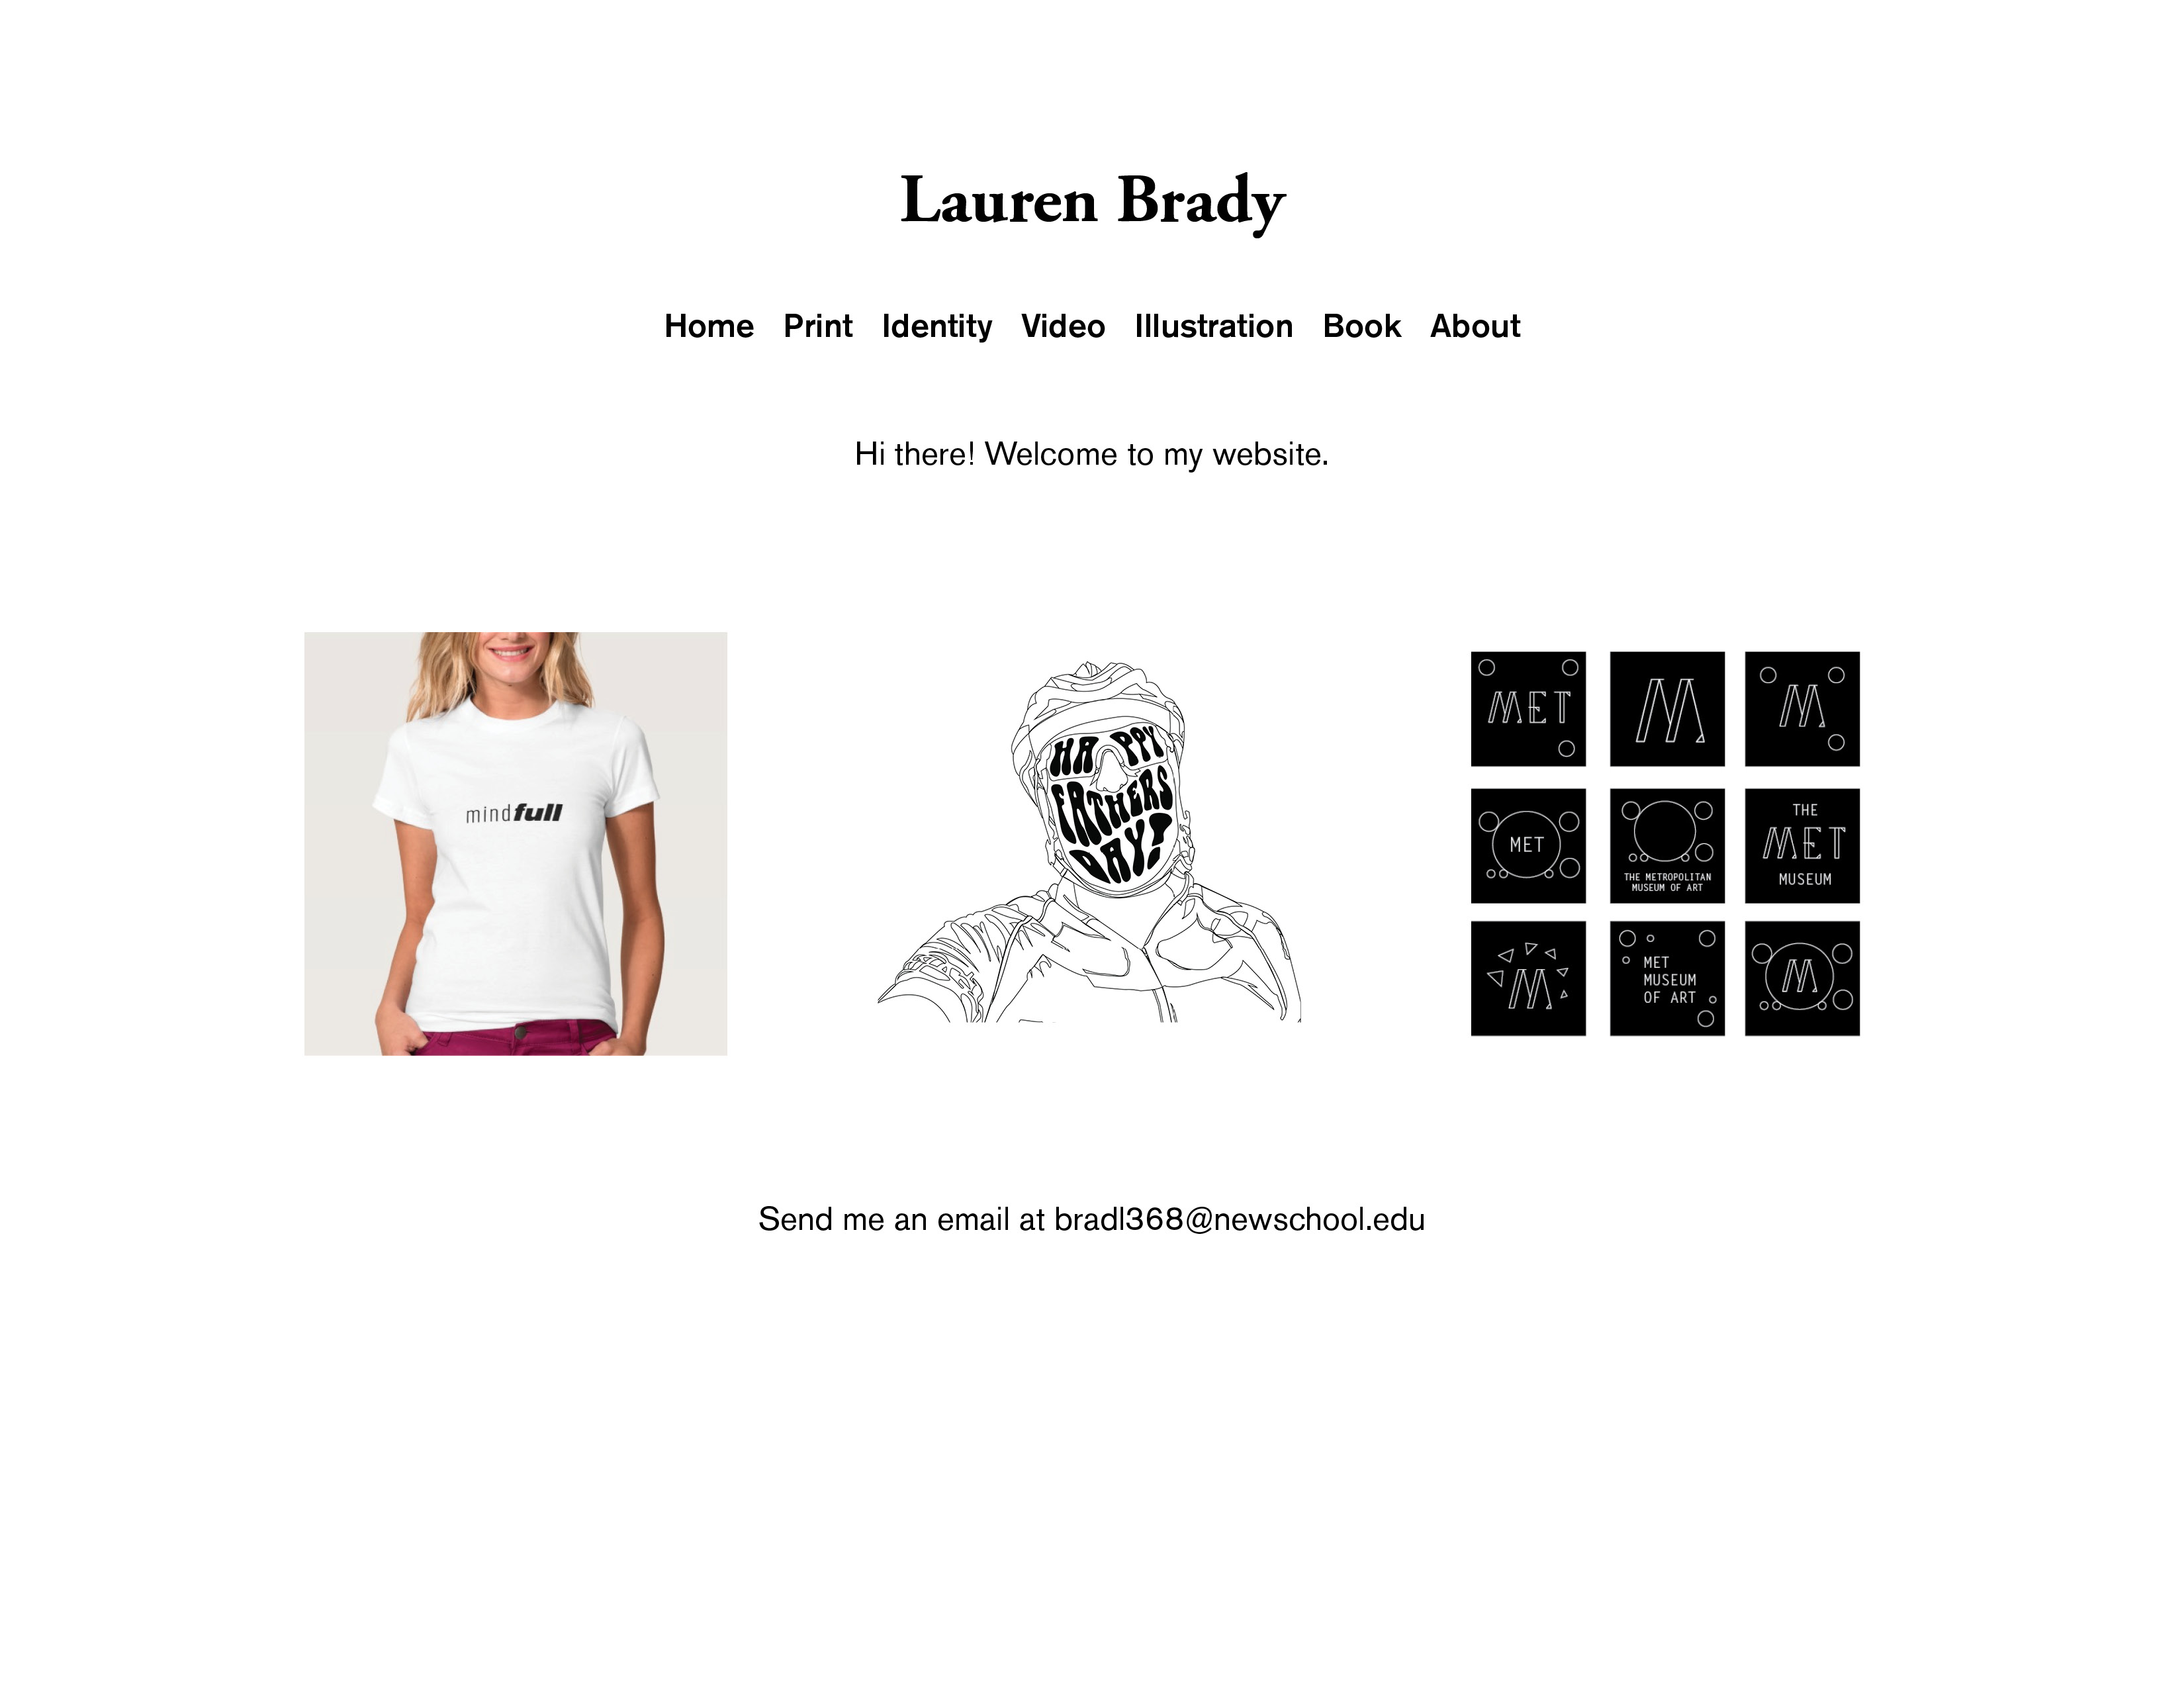 Lauren Brady
Home Print Identity Video Illustration Book About
Hi there! Welcome to my website.
mindfull
HAPPY
FATHERS
DAY!
MET
M
M
MET
THE METROPOLITAN
MUSEUM OF ART
THE
MET
MUSEUM
M
MET
MUSEUM
OF ART
M
Send me an email at bradl368@newschool.edu